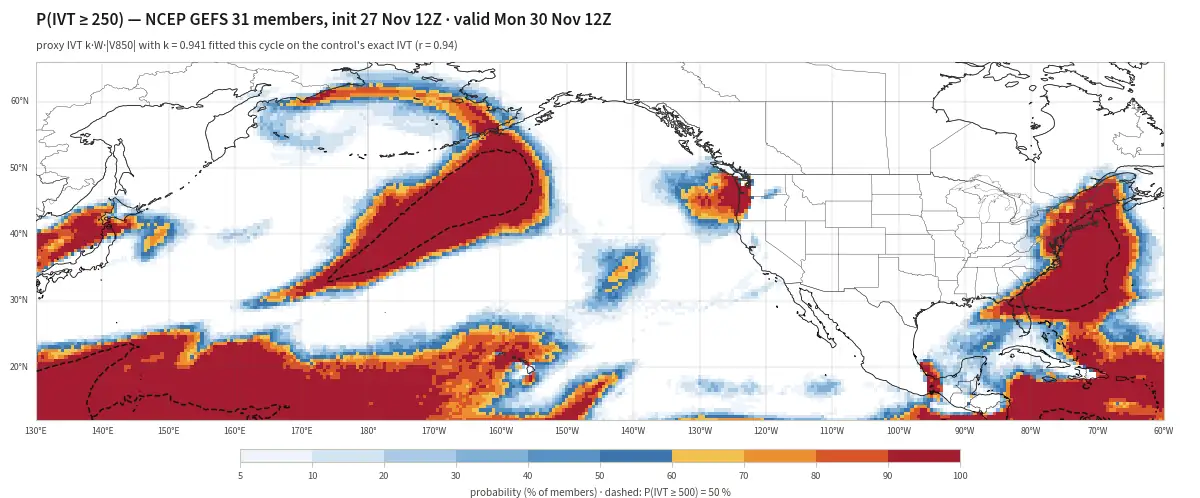 P(IVT ≥ 250) — NCEP GEFS 31 members, init 27 Nov 12Z · valid Mon 30 Nov 12Z
proxy IVT k·W·|V850| with k = 0.941 fitted this cycle on the control's exact IVT (r = 0.94)
60°N
50°N
40°N
30°N
20°N
130°E 140°E 150°E 160°E 170°E 180° 170°W 160°W 150°W 140°W 130°W 120°W 110°W 100°W 90°W 80°W 70°W 60°W
5 10 20 30 40 50 60 70 80 90 100
probability (% of members) · dashed: P(IVT ≥ 500) = 50 %